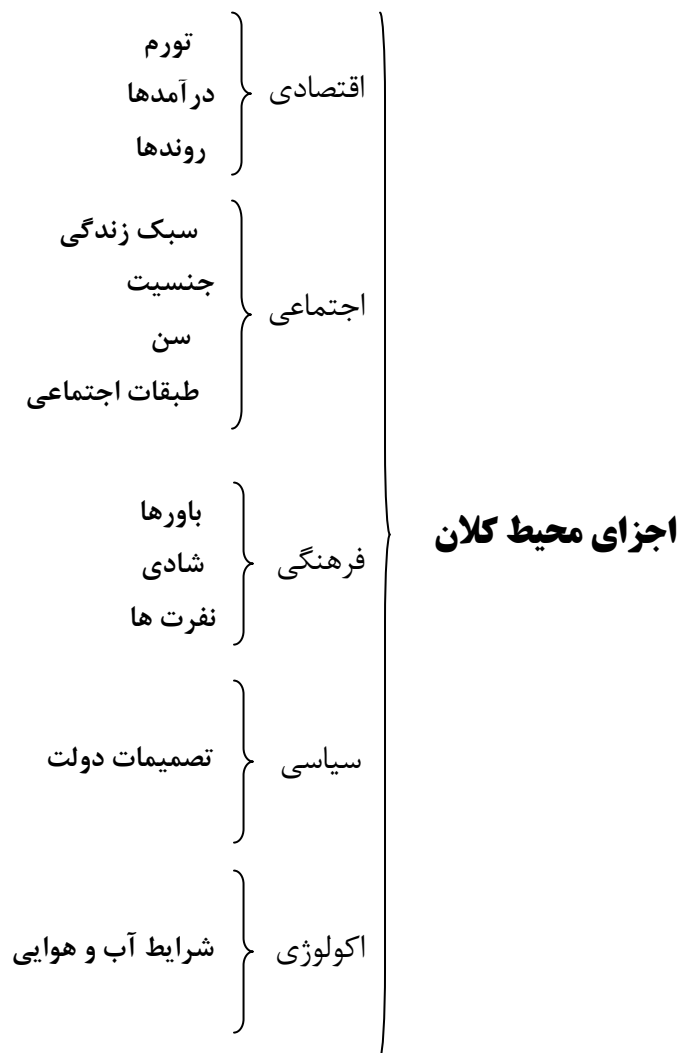 اجزای محیط کلان
اقتصادی
تورم
درآمدها
روندها
اجتماعی
سبک زندگی
جنسیت
سن
طبقات اجتماعی
فرهنگی
باورها
شادی
نفرت ها
سیاسی
تصمیمات دولت
اکولوژی
شرایط آب و هوایی